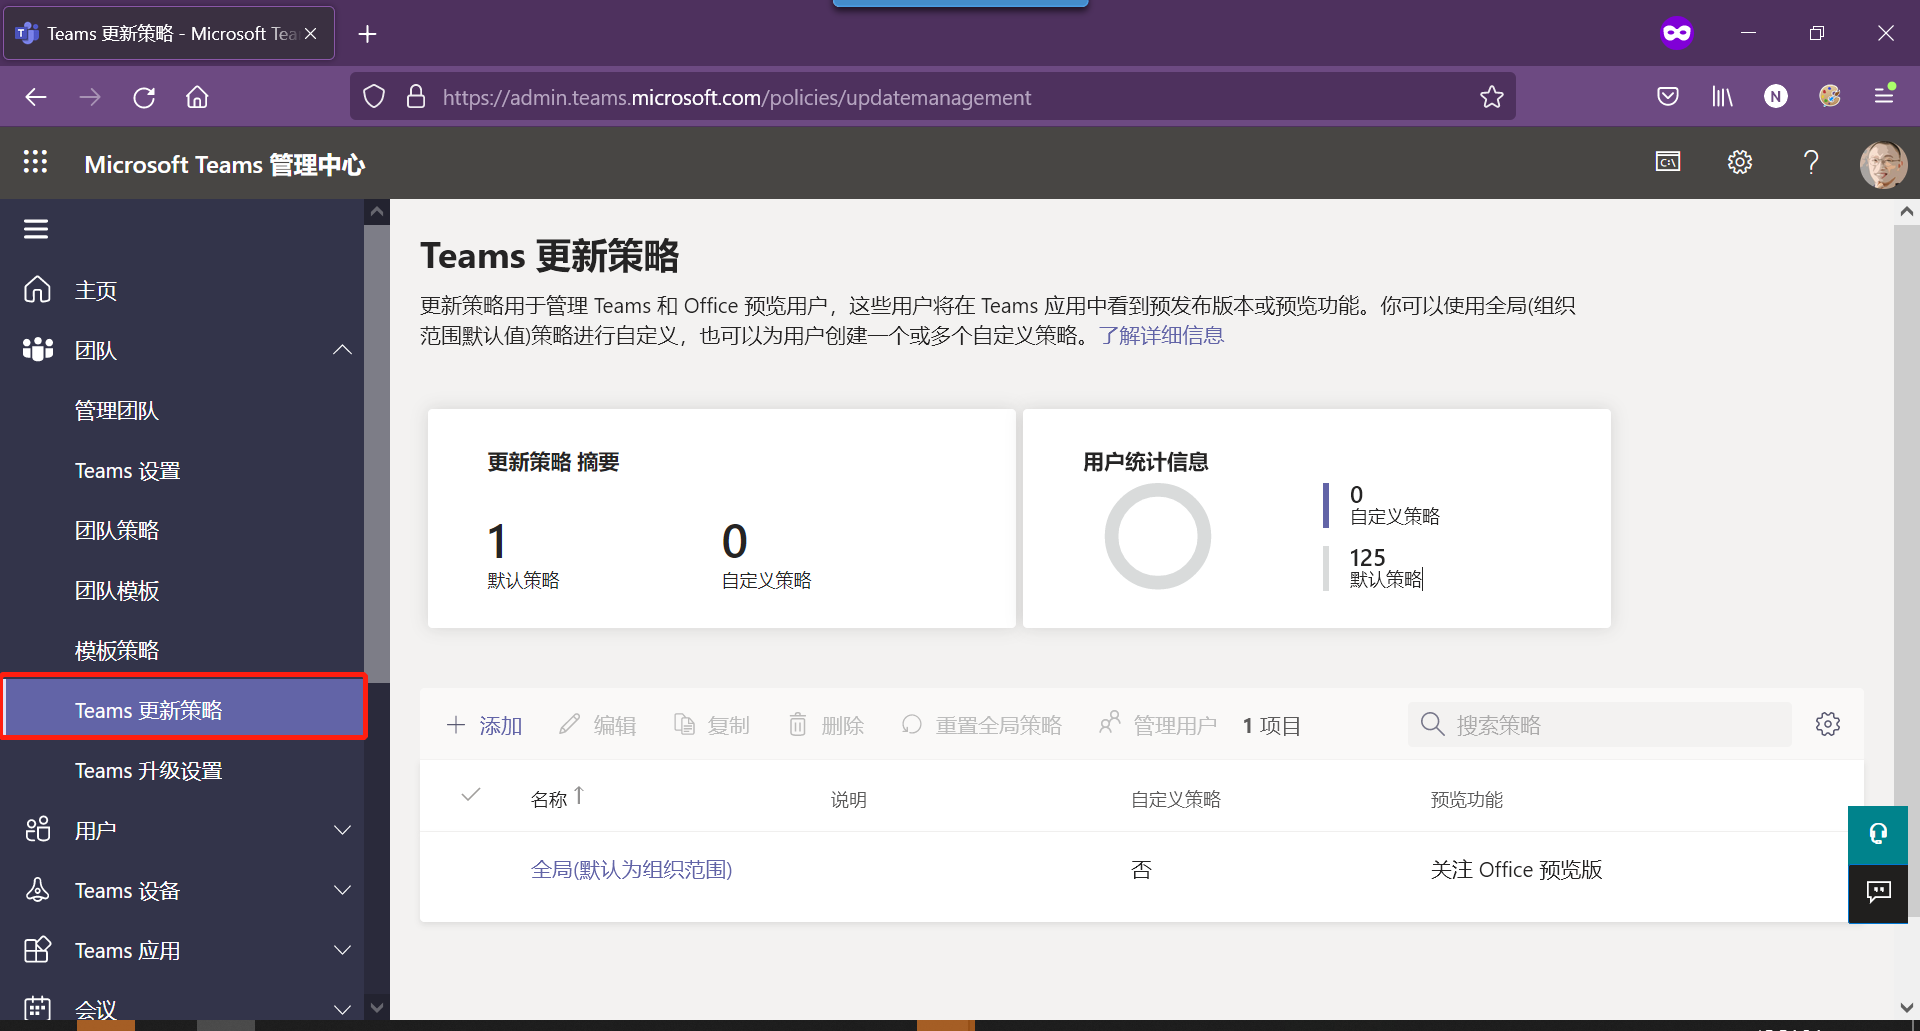 Teams 更新策略 - Microsoft Tea
https://admin.teams.microsoft.com/policies/updatemanagement
N
Microsoft Teams 管理中心
C:\
?
主页
团队
管理团队
Teams 设置
团队策略
团队模板
模板策略
Teams 更新策略
Teams 升级设置
用户
Teams 设备
Teams 应用
会议
Teams 更新策略
更新策略用于管理 Teams 和 Office 预览用户，这些用户将在 Teams 应用中看到预发布版本或预览功能。你可以使用全局(组织
范围默认值)策略进行自定义，也可以为用户创建一个或多个自定义策略。了解详细信息
更新策略 摘要
1
默认策略
0
自定义策略
用户统计信息
0
自定义策略
125
默认策略
添加 编辑 复制 删除 重置全局策略 管理用户 1 项目 搜索策略
名称 ↑ 说明 自定义策略 预览功能
全局(默认为组织范围) 否 关注 Office 预览版